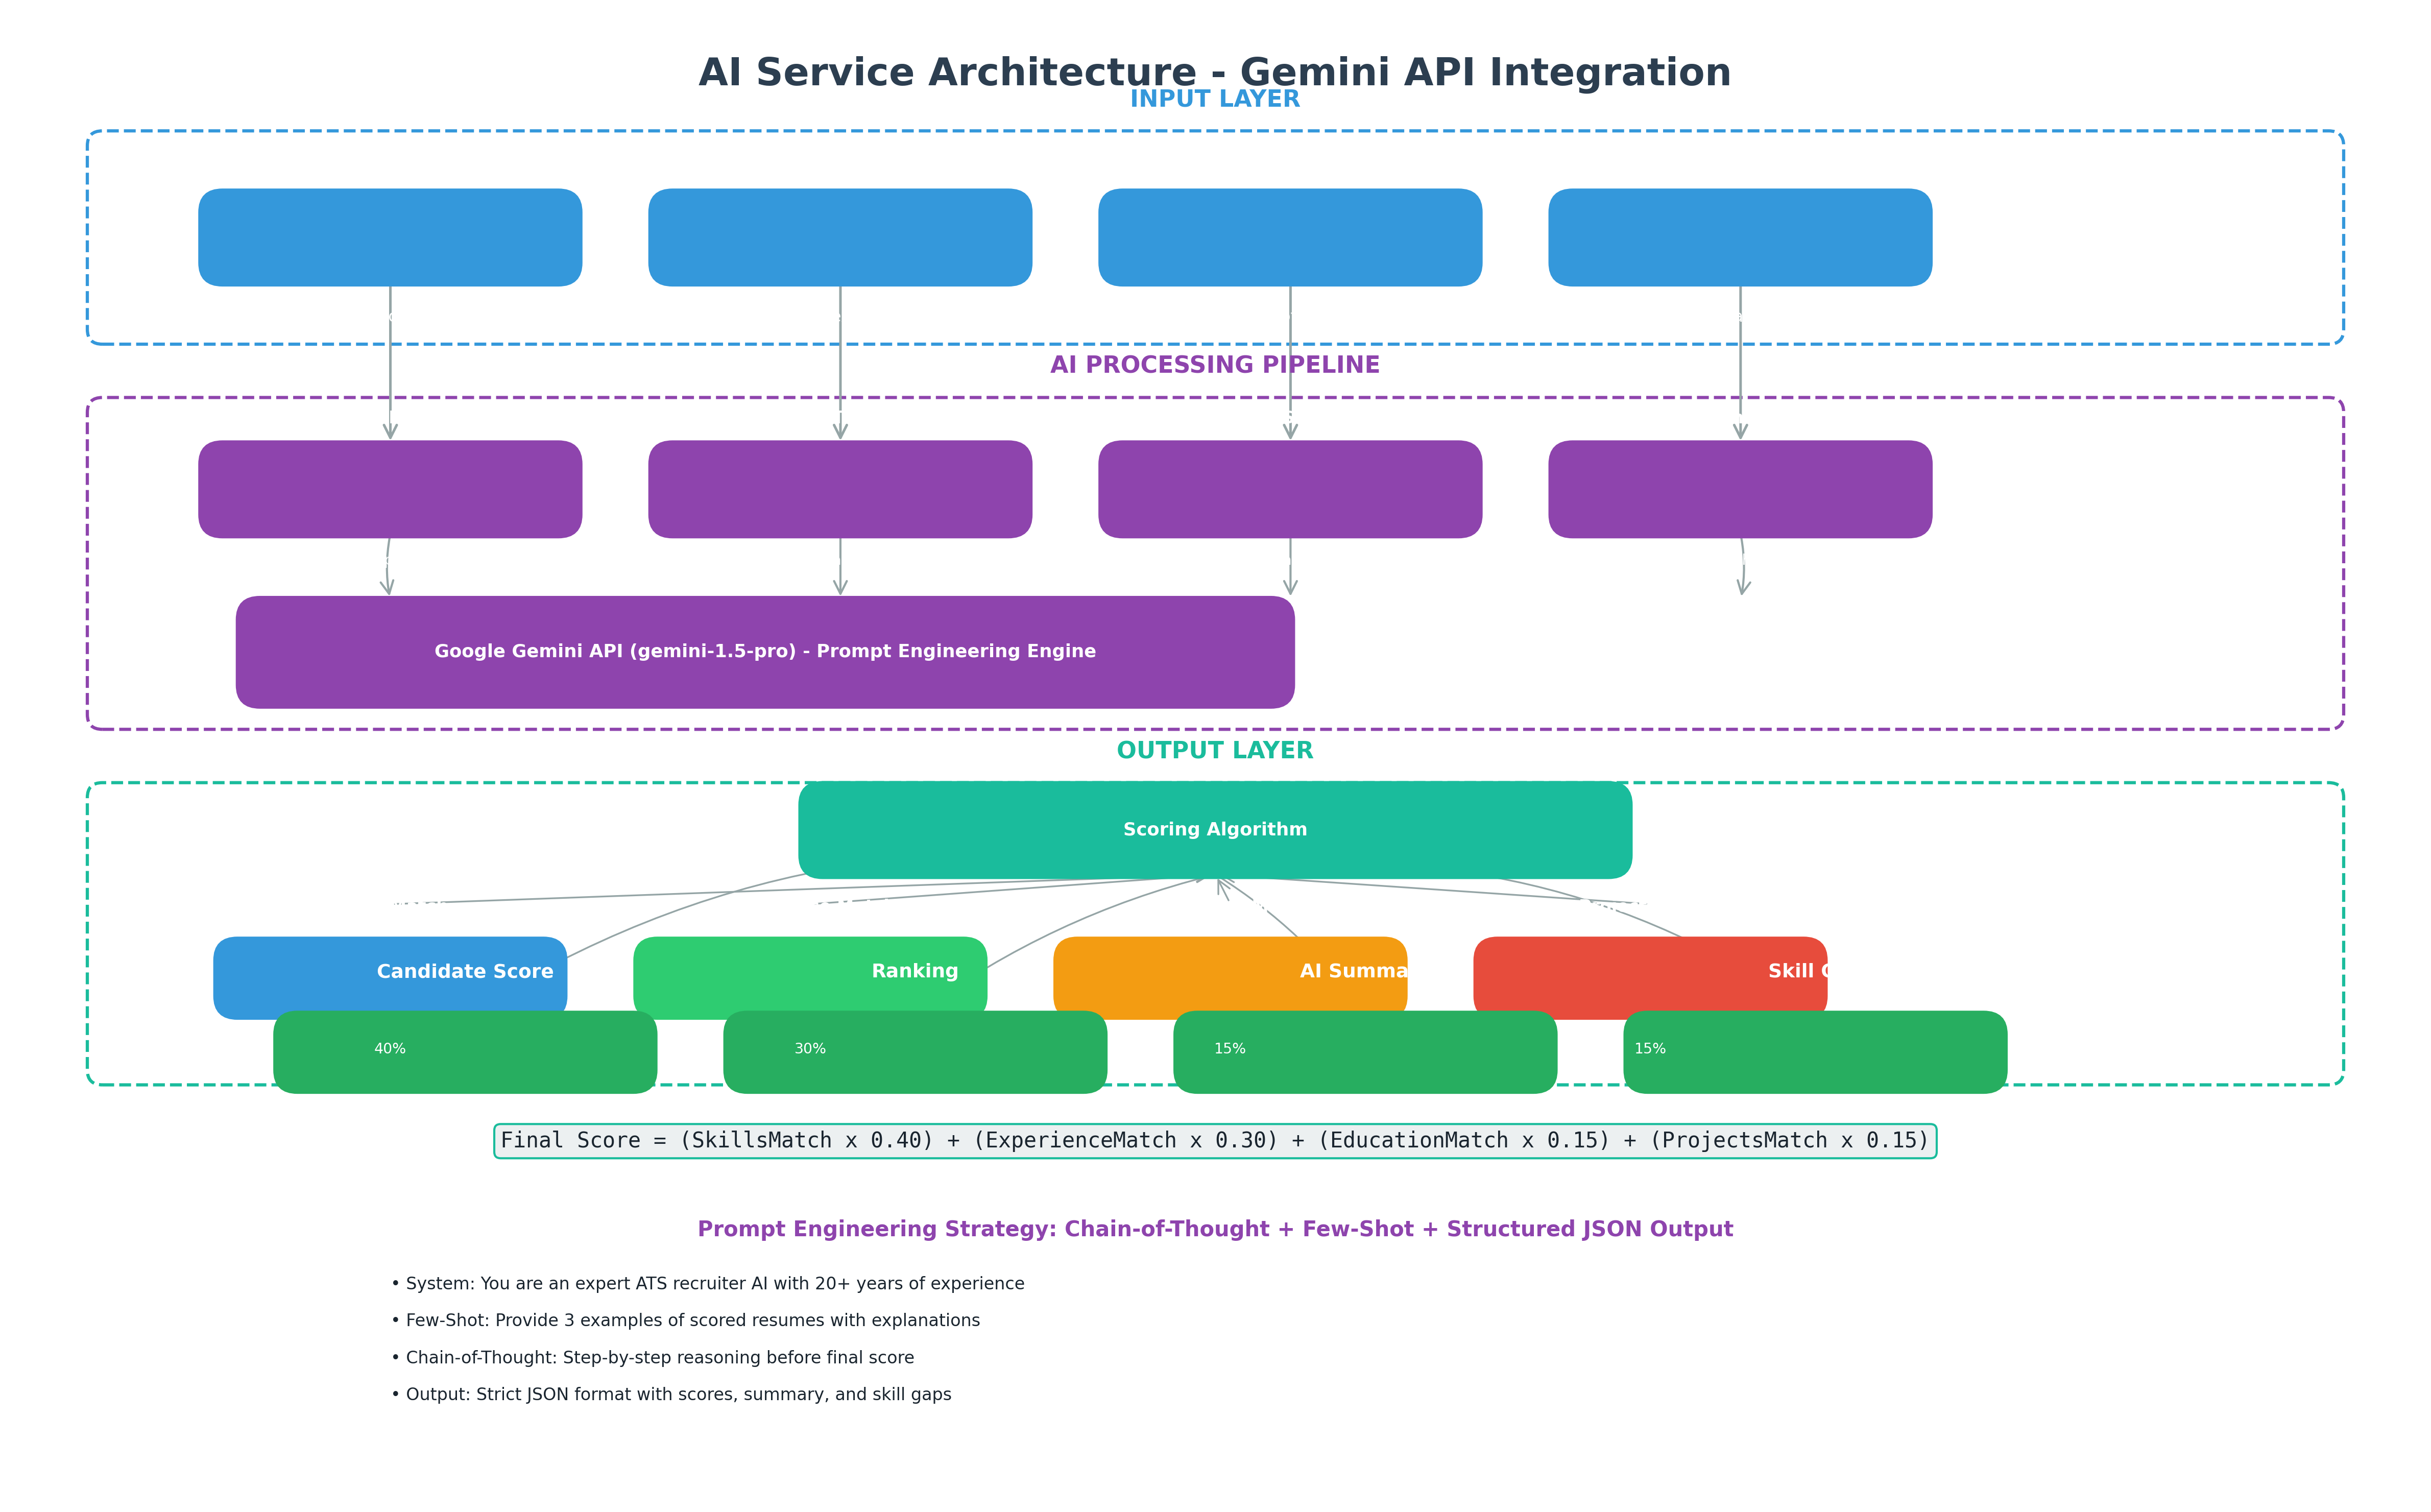 AI Service Architecture - Gemini API Integration
INPUT LAYER
AI PROCESSING PIPELINE
Google Gemini API (gemini-1.5-pro) - Prompt Engineering Engine
OUTPUT LAYER
Scoring Algorithm
Candidate Score
Ranking
AI Summa
Skill
40%
30%
15%
15%
Final Score = (SkillsMatch x 0.40) + (ExperienceMatch x 0.30) + (EducationMatch x 0.15) + (ProjectsMatch x 0.15)
Prompt Engineering Strategy: Chain-of-Thought + Few-Shot + Structured JSON Output
• System: You are an expert ATS recruiter AI with 20+ years of experience
• Few-Shot: Provide 3 examples of scored resumes with explanations
• Chain-of-Thought: Step-by-step reasoning before final score
• Output: Strict JSON format with scores, summary, and skill gaps